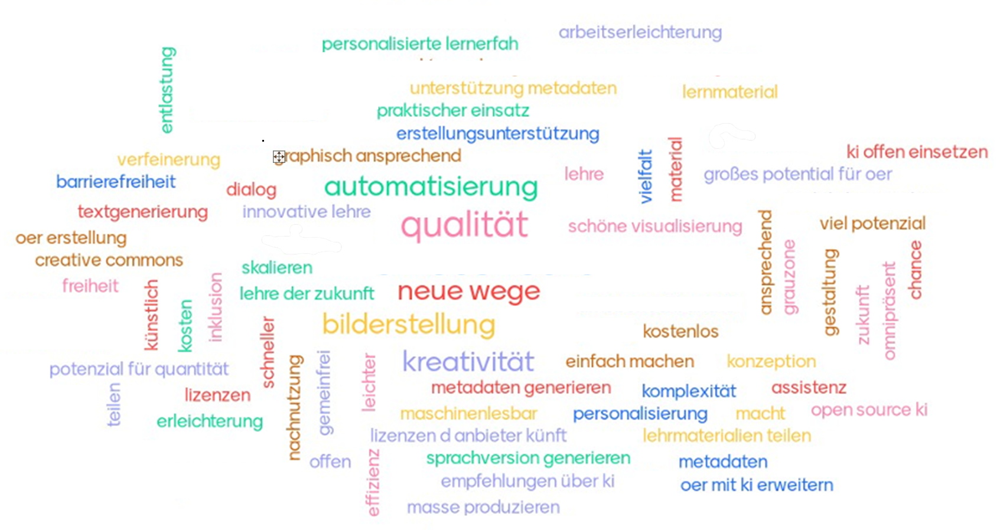 arbeitserleichterung
personalisierte lernerfah
entlastung
unterstützung metadaten
lernmaterial
praktischer einsatz
erstellungsunterstützung
verfeinerung
raphisch ansprechend
vielfalt
material
ki offen einsetzen
barrierefreiheit
dialog
automatisierung
lehre
großes potential für oer
textgenerierung
innovative lehre
qualität
schöne visualisierung
viel potenzial
oer erstellung
creative commons
skalieren
ansprechend
grauzone
gestaltung
zukunft
omnipräsent
chance
freiheit
künstlich
kosten
inklusion
lehre der zukunft
neue wege
schneller
bilderstellung
kostenlos
potenzial für quantität
nachnutzung
gemeinfrei
leichter
kreativität
einfach machen
konzeption
teilen
lizenzen
metadaten generieren
komplexität
assistenz
erleichterung
maschinenlesbar
personalisierung
macht
open source ki
lizenzen d anbieter künft
lehrmaterialien teilen
offen
effizienz
sprachversion generieren
metadaten
empfehlungen über ki
oer mit ki erweitern
masse produzieren